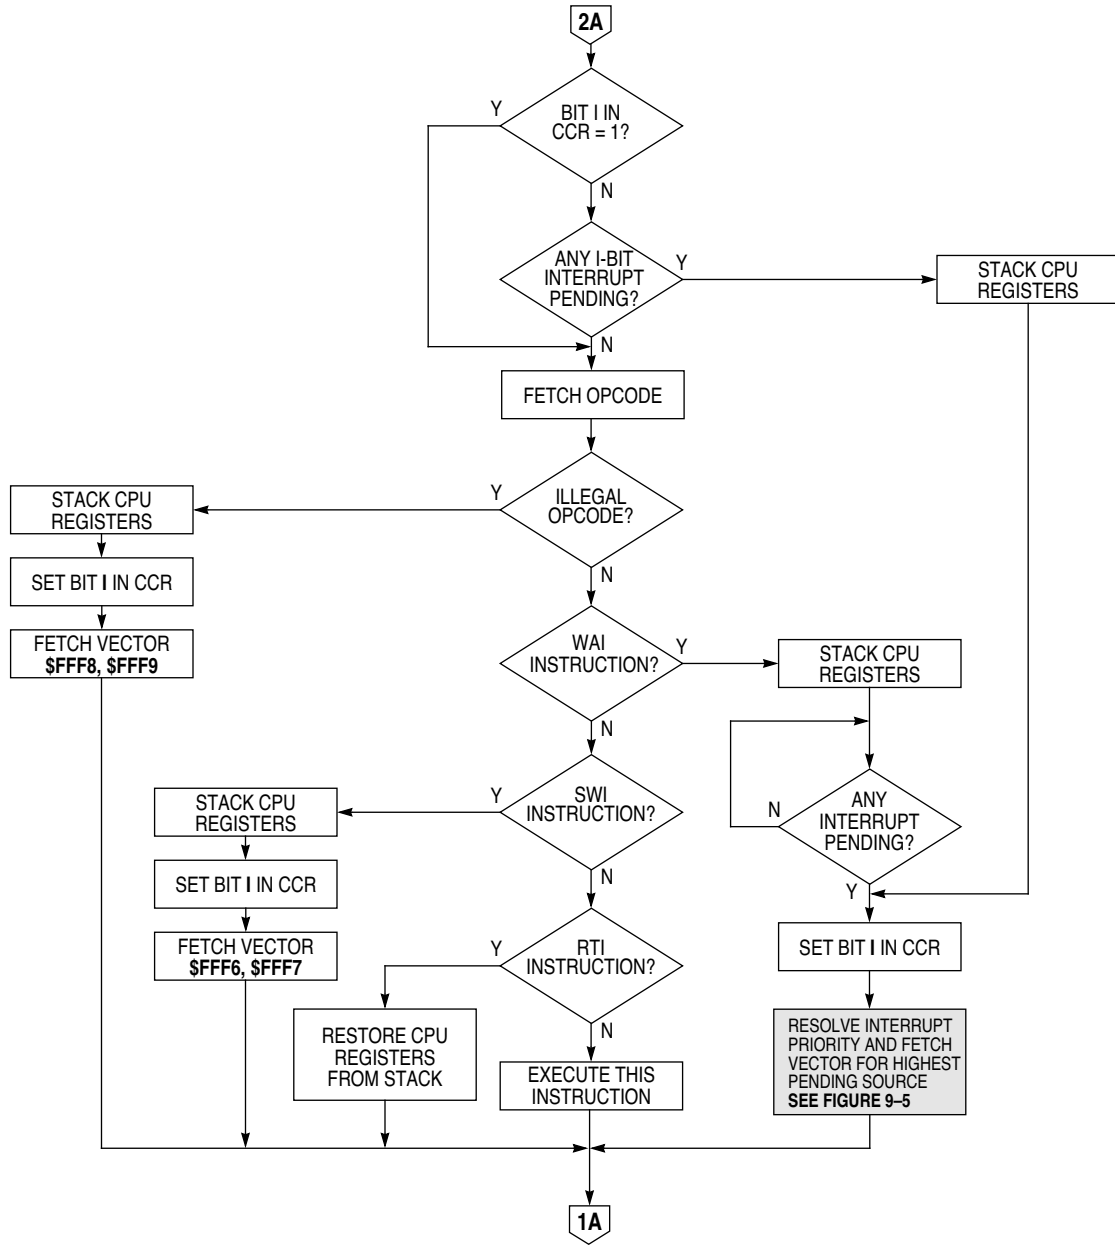 2A
BIT I IN
CCR = 1?
Y
N
ANY I-BIT
INTERRUPT
PENDING?
Y
N
STACK CPU
REGISTERS
FETCH OPCODE
ILLEGAL
OPCODE?
Y
N
STACK CPU
REGISTERS
SET BIT I IN CCR
FETCH VECTOR
$FFF8, $FFF9
WAI
INSTRUCTION?
Y
N
STACK CPU
REGISTERS
ANY
INTERRUPT
PENDING?
N
Y
SWI
INSTRUCTION?
Y
N
STACK CPU
REGISTERS
SET BIT I IN CCR
FETCH VECTOR
$FFF6, $FFF7
RTI
INSTRUCTION?
Y
N
RESTORE CPU
REGISTERS
FROM STACK
EXECUTE THIS
INSTRUCTION
SET BIT I IN CCR
RESOLVE INTERRUPT
PRIORITY AND FETCH
VECTOR FOR HIGHEST
PENDING SOURCE
SEE FIGURE 9–5
1A